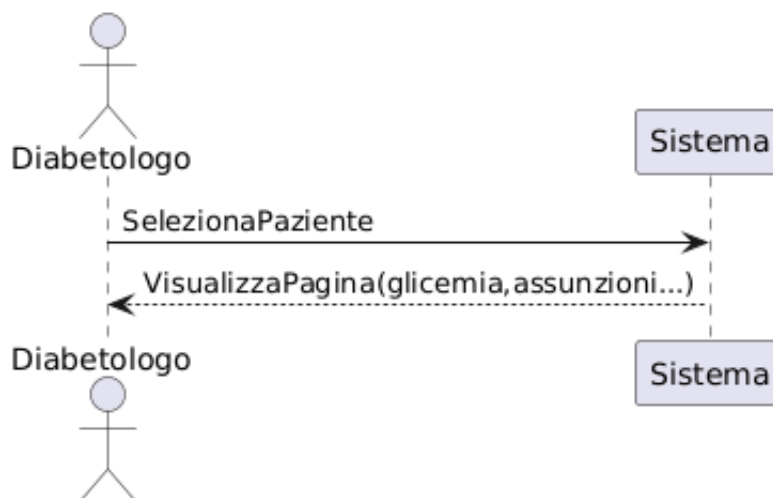 Diabetologo
Sistema
SelezionaPaziente
VisualizzaPagina(glicemia,assunzioni...)
Diabetologo
Sistema